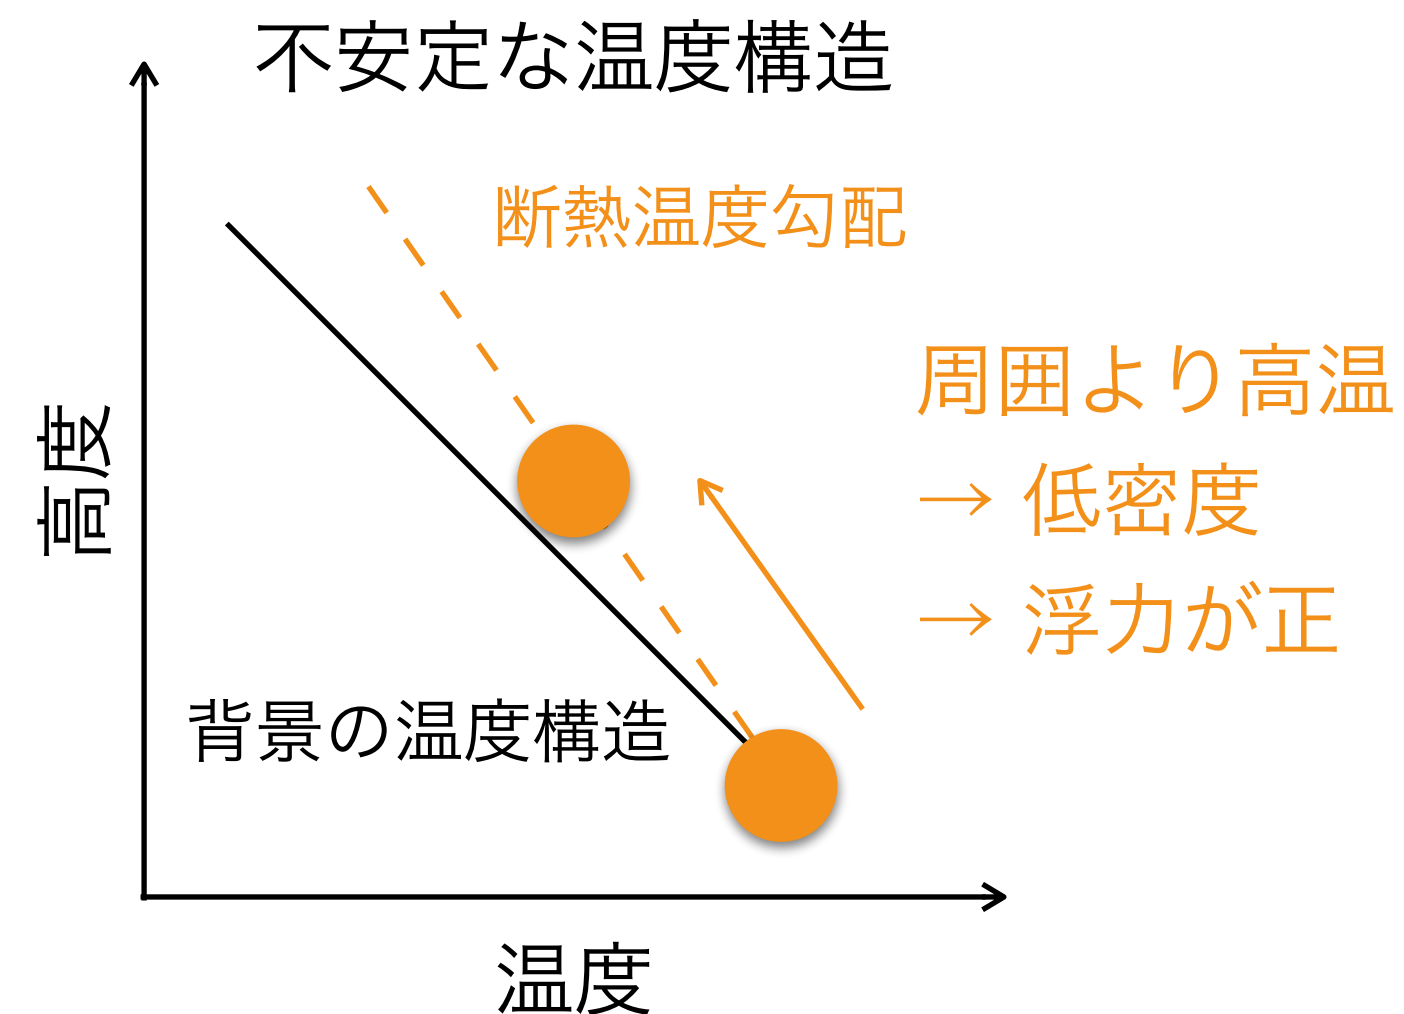 不安定な温度構造
断熱温度勾配
周囲より高温
→ 低密度
→ 浮力が正
高度
背景の温度構造
温度